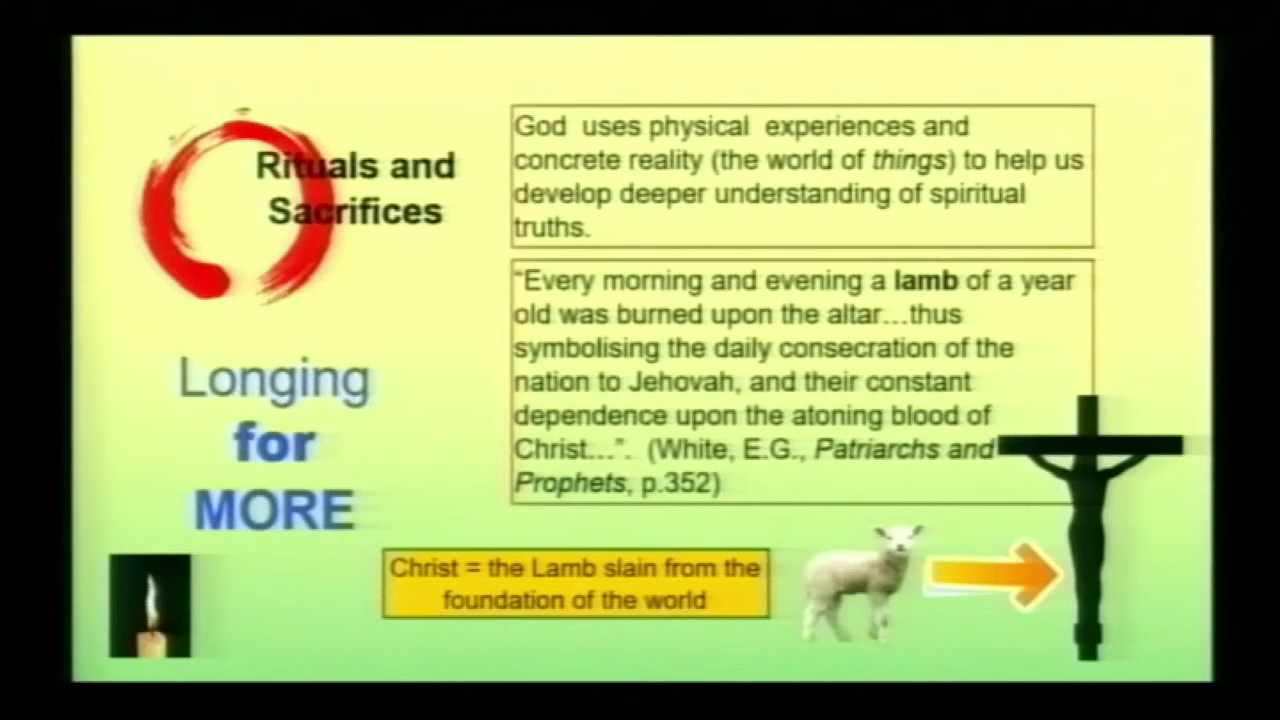 Rituals and
Sacrifices
Longing
for
MORE
God uses physical experiences and
concrete reality (the world of things) to help us
develop deeper understanding of spiritual
truths.
“Every morning and evening a lamb of a year
old was burned upon the altar…thus
symbolising the daily consecration of the
nation to Jehovah, and their constant
dependence upon the atoning blood of
Christ…”. (White, E.G., Patriarchs and
Prophets, p.352)
Christ = the Lamb slain from the
foundation of the world